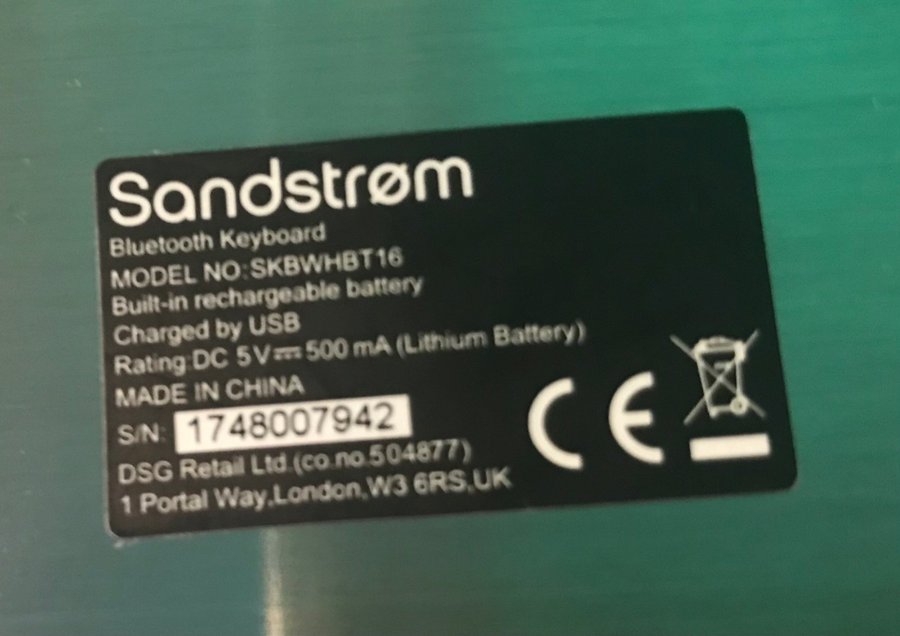 Sandstrøm
Bluetooth Keyboard
MODEL NO:SKBWHBT16
Built-in rechargeable battery
Charged by USB
Rating:DC 5V⎓500 mA (Lithium Battery)
MADE IN CHINA
S/N: 1748007942
DSG Retail Ltd.(co.no.504877)
1 Portal Way,London,W3 6RS,UK
CE